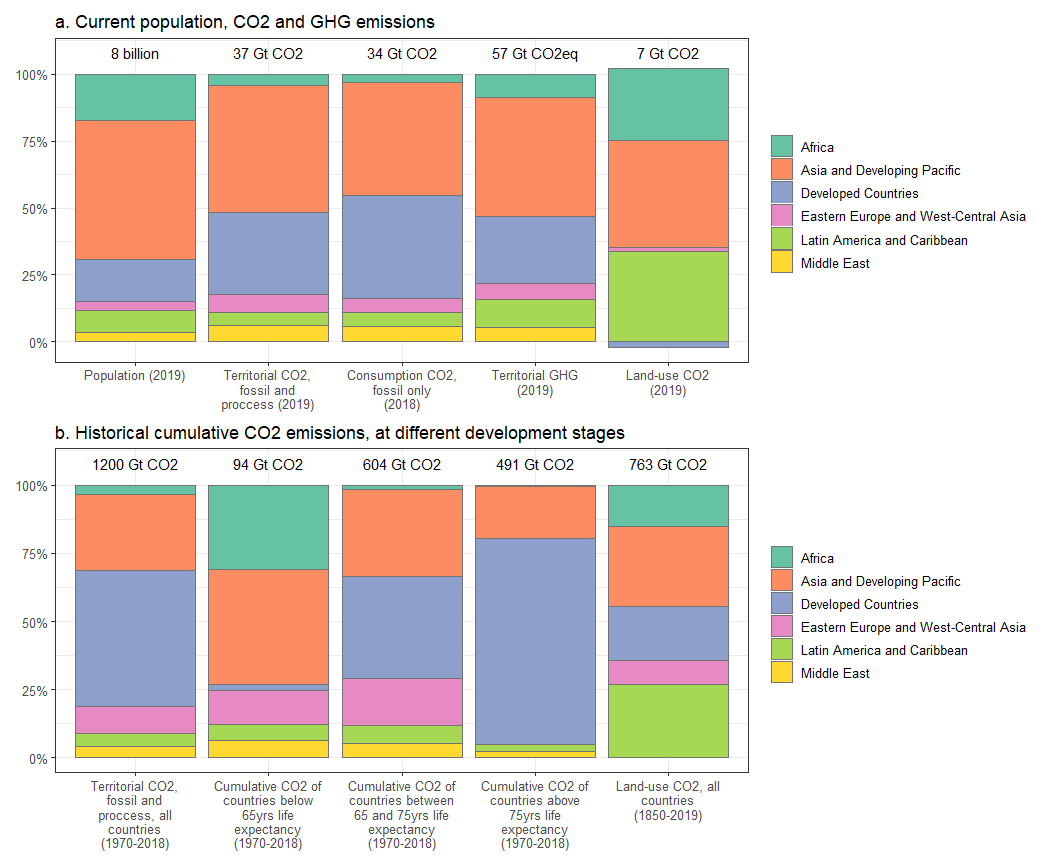 a. Current population, CO2 and GHG emissions
8 billion
37 Gt CO2
34 Gt CO2
57 Gt CO2eq
7 Gt CO2
100%
75%
50%
25%
0%
Population (2019)
Territorial CO2,
fossil and
proccess (2019)
Consumption CO2,
fossil only
(2018)
Territorial GHG
(2019)
Land-use CO2
(2019)
Africa
Asia and Developing Pacific
Developed Countries
Eastern Europe and West-Central Asia
Latin America and Caribbean
Middle East
b. Historical cumulative CO2 emissions, at different development stages
1200 Gt CO2
94 Gt CO2
604 Gt CO2
491 Gt CO2
763 Gt CO2
100%
75%
50%
25%
0%
Territorial CO2,
fossil and
proccess, all
countries
(1970-2018)
Cumulative CO2 of
countries below
65yrs life
expectancy
(1970-2018)
Cumulative CO2 of
countries between
65 and 75yrs life
expectancy
(1970-2018)
Cumulative CO2 of
countries above
75yrs life
expectancy
(1970-2018)
Land-use CO2, all
countries
(1850-2019)
Africa
Asia and Developing Pacific
Developed Countries
Eastern Europe and West-Central Asia
Latin America and Caribbean
Middle East